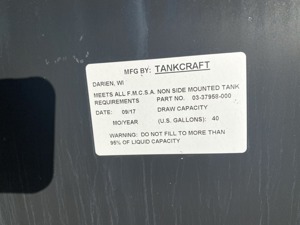 MFG BY: TANKCRAFT
DARIEN, WI
MEETS ALL F.M.C.S.A. NON SIDE MOUNTED TANK
REQUIREMENTS PART NO. 03-37958-000
DATE: 09/17 DRAW CAPACITY
MO/YEAR (U.S. GALLONS): 40
WARNING: DO NOT FILL TO MORE THAN
95% OF LIQUID CAPACITY